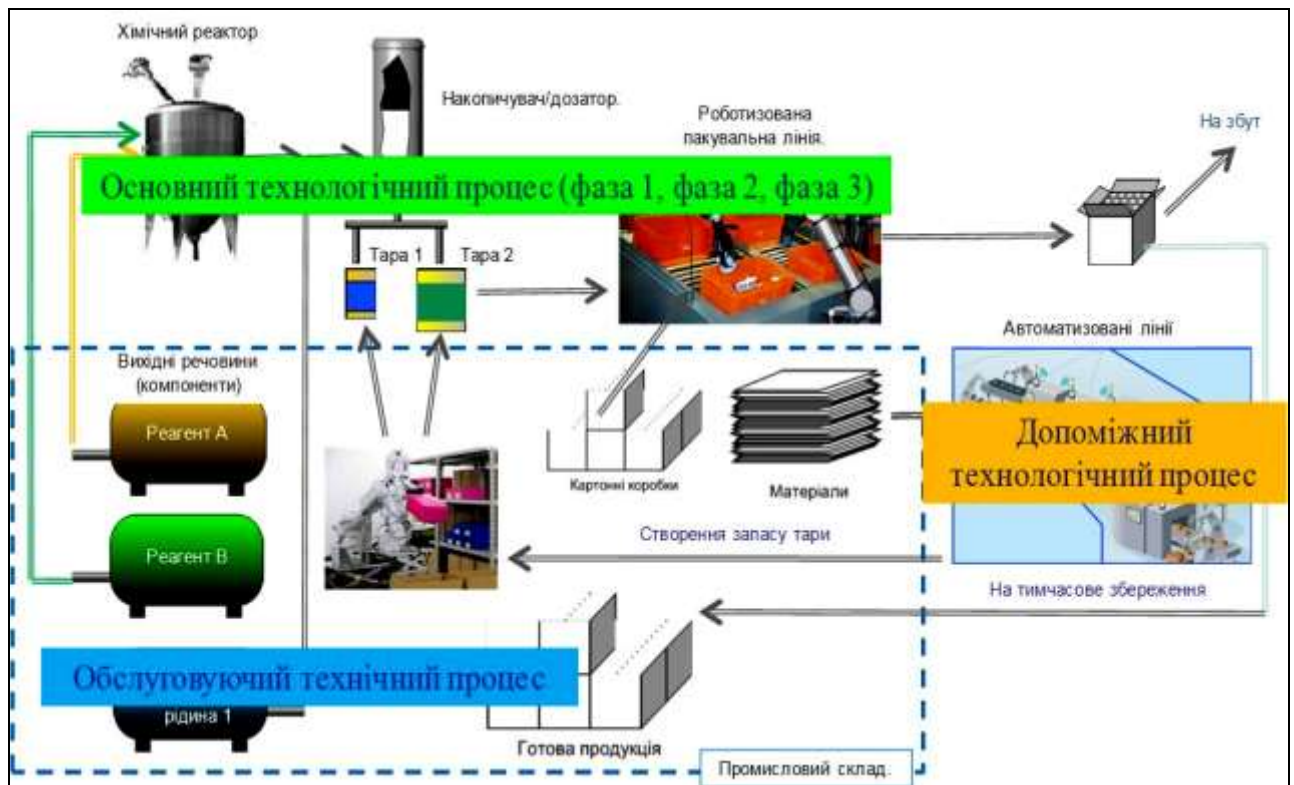 Хімічний реактор
Накопичувач/дозатор.
Роботизована
пакувальна лінія.
На збут
Основний технологічний процес (фаза 1, фаза 2, фаза 3)
Тара 1
Тара 2
Автоматизовані лінії
Вихідні речовини
(компоненти)
Реагент А
Допоміжний
технологічний процес
Картонні коробки
Матеріали
Створення запасу тари
Реагент В
На тимчасове збереження
Обслуговуючий технічний процес
рідина 1
Готова продукція
Промисловий склад.